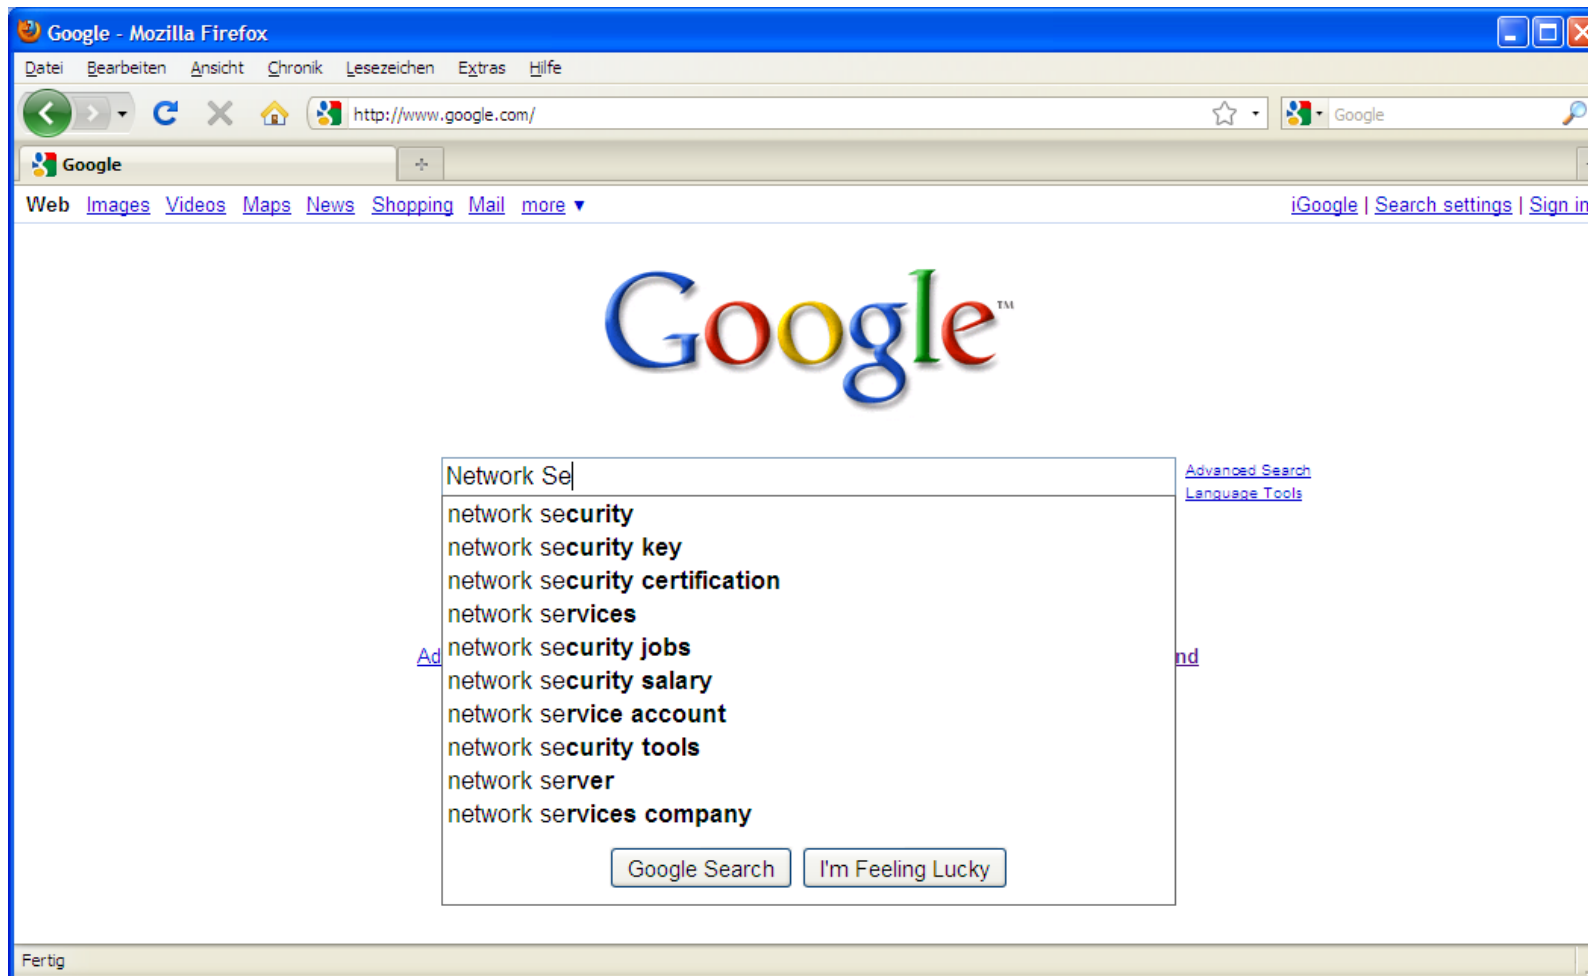 Google - Mozilla Firefox
Datei Bearbeiten Ansicht Chronik Lesezeichen Extras Hilfe
http://www.google.com/ Google
Google
Web Images Videos Maps News Shopping Mail more ▼ iGoogle | Search settings | Sign in
Google™
Network Se
Advanced Search
Language Tools
network security
network security key
network security certification
network services
network security jobs
network security salary
network service account
network security tools
network server
network services company
Ad nd
Google Search I'm Feeling Lucky
Fertig